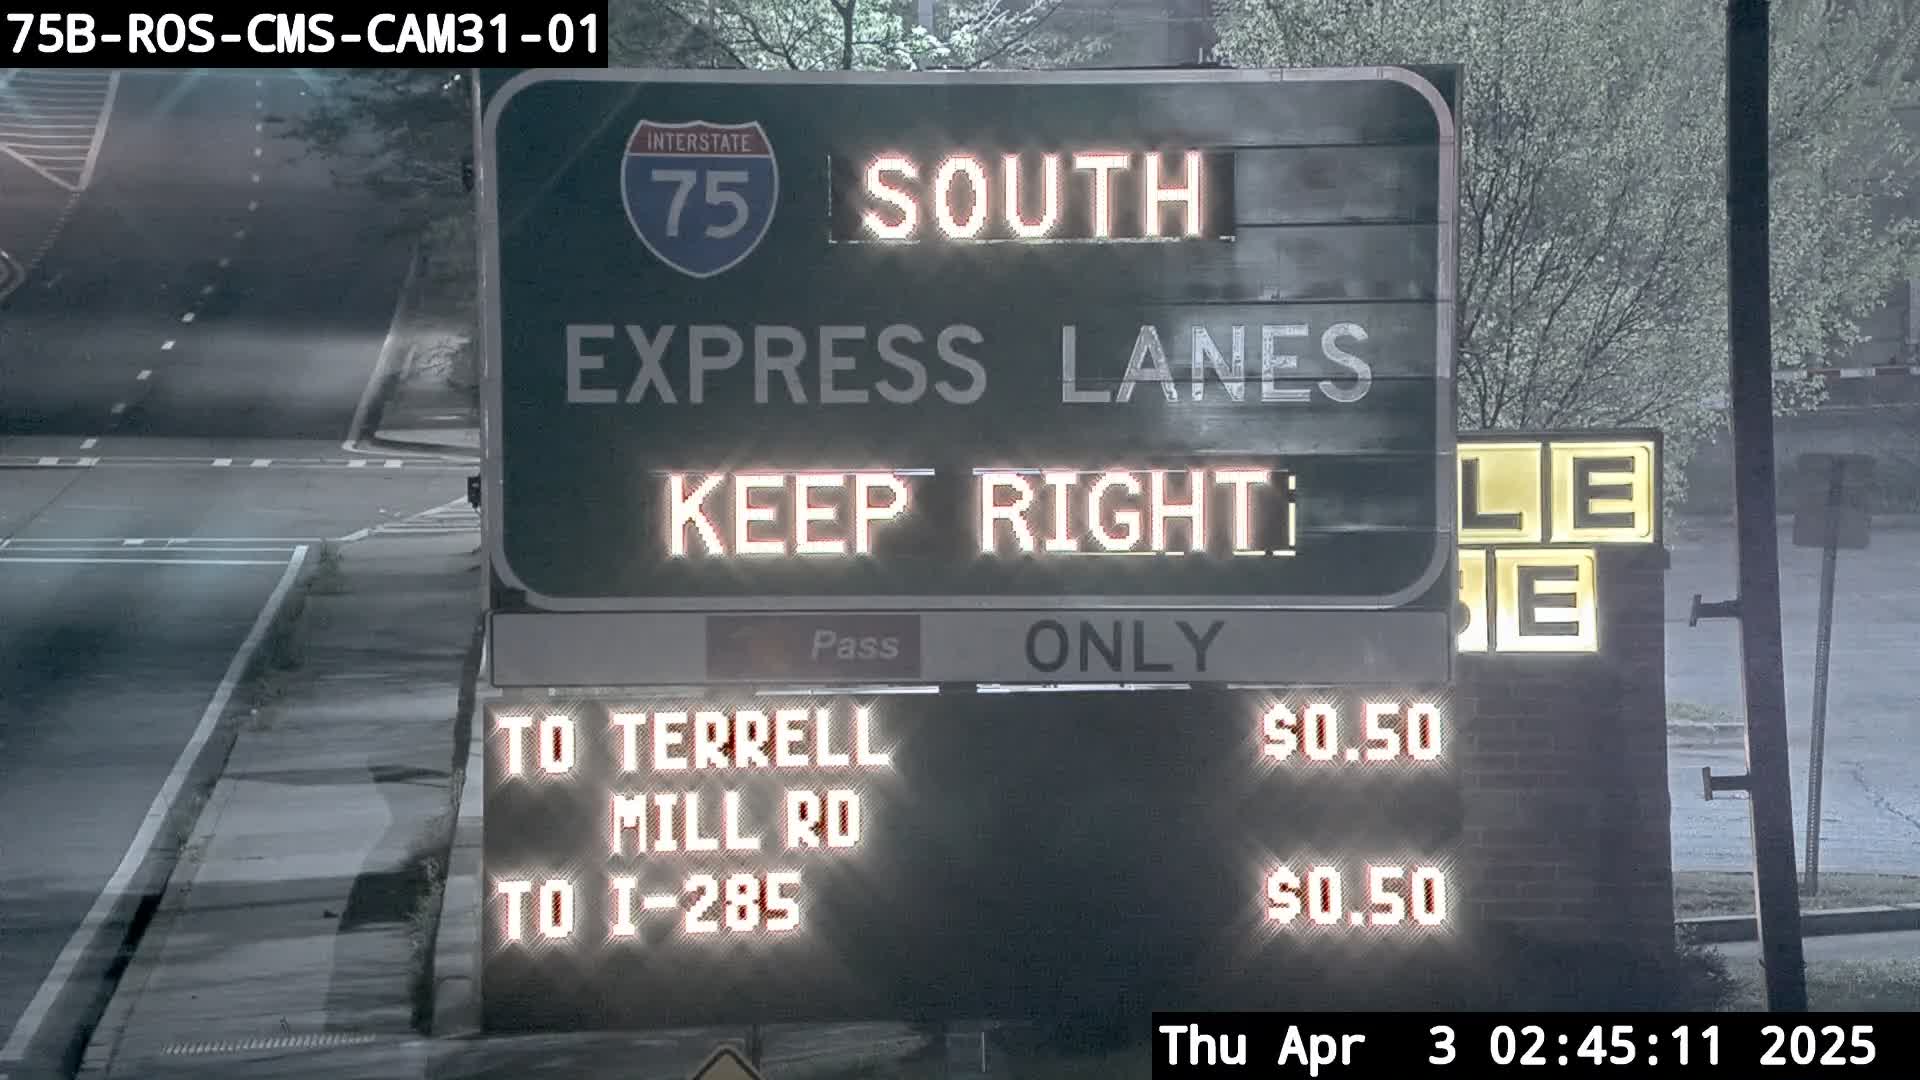 75B-ROS-CMS-CAM31-01
INTERSTATE
75
SOUTH
EXPRESS LANES
KEEP RIGHT
Pass ONLY
LE
E
TO TERRELL $0.50
MILL RD
TO I-285 $0.50
Thu Apr 3 02:45:11 2025